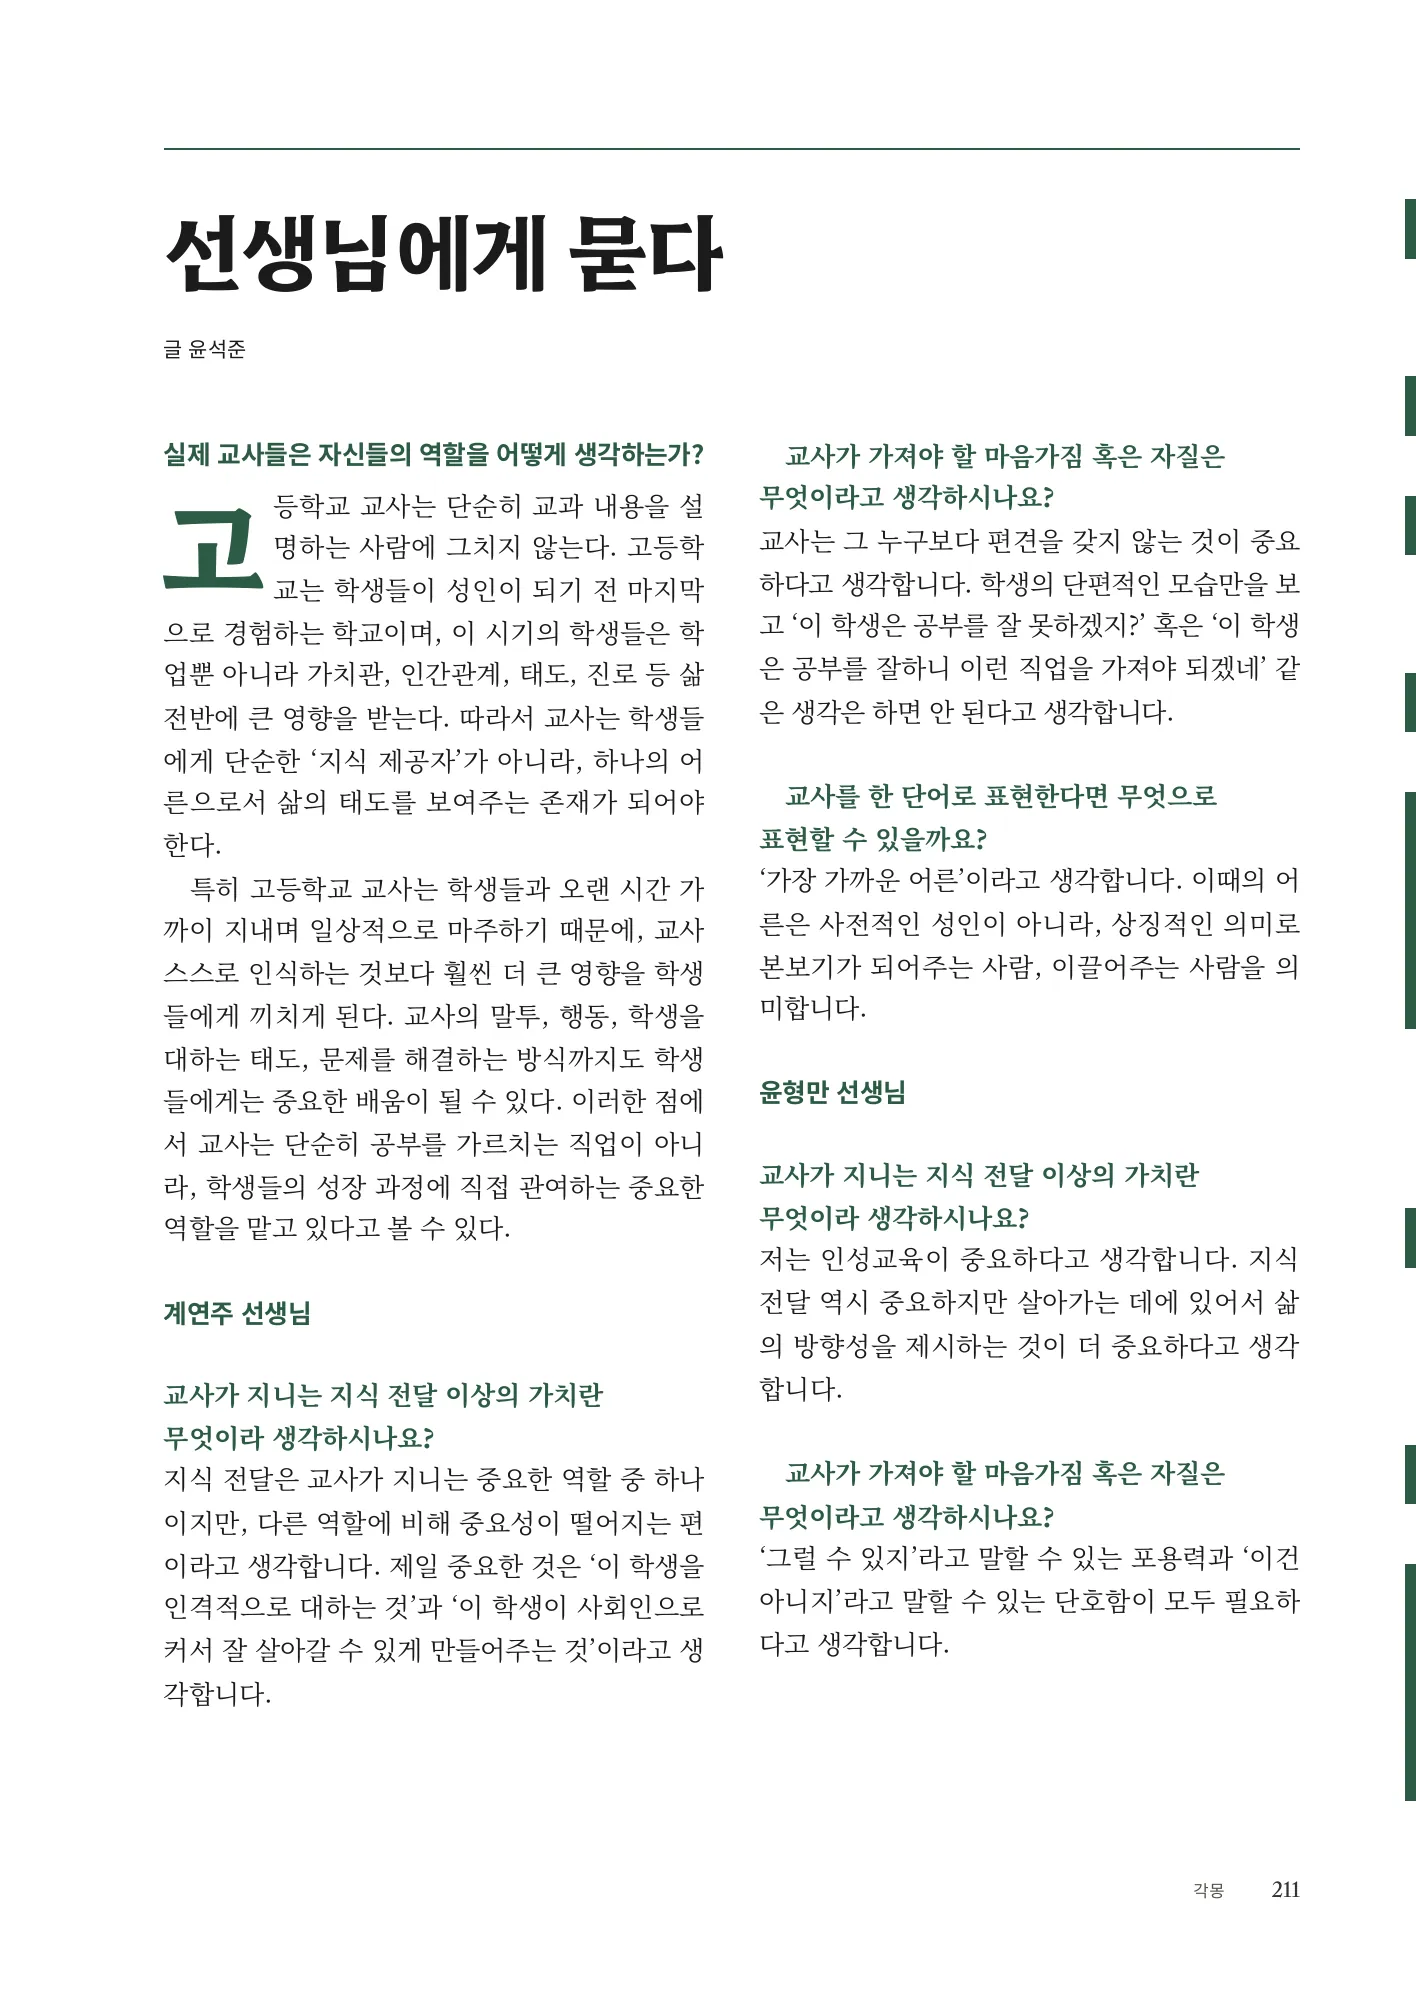 선생님에게 묻다
글 윤석준
실제 교사들은 자신들의 역할을 어떻게 생각하는가?
고등학교 교사는 단순히 교과 내용을 설
명하는 사람에 그치지 않는다. 고등학
교는 학생들이 성인이 되기 전 마지막
으로 경험하는 학교이며, 이 시기의 학생들은 학
업뿐 아니라 가치관, 인간관계, 태도, 진로 등 삶
전반에 큰 영향을 받는다. 따라서 교사는 학생들
에게 단순한 ‘지식 제공자’가 아니라, 하나의 어
른으로서 삶의 태도를 보여주는 존재가 되어야
한다.
특히 고등학교 교사는 학생들과 오랜 시간 가
까이 지내며 일상적으로 마주하기 때문에, 교사
스스로 인식하는 것보다 훨씬 더 큰 영향을 학생
들에게 끼치게 된다. 교사의 말투, 행동, 학생을
대하는 태도, 문제를 해결하는 방식까지도 학생
들에게는 중요한 배움이 될 수 있다. 이러한 점에
서 교사는 단순히 공부를 가르치는 직업이 아니
라, 학생들의 성장 과정에 직접 관여하는 중요한
역할을 맡고 있다고 볼 수 있다.
계연주 선생님
교사가 지니는 지식 전달 이상의 가치란
무엇이라 생각하시나요?
지식 전달은 교사가 지니는 중요한 역할 중 하나
이지만, 다른 역할에 비해 중요성이 떨어지는 편
이라고 생각합니다. 제일 중요한 것은 ‘이 학생을
인격적으로 대하는 것’과 ‘이 학생이 사회인으로
커서 잘 살아갈 수 있게 만들어주는 것’이라고 생
각합니다.
교사가 가져야 할 마음가짐 혹은 자질은
무엇이라고 생각하시나요?
교사는 그 누구보다 편견을 갖지 않는 것이 중요
하다고 생각합니다. 학생의 단편적인 모습만을 보
고 ‘이 학생은 공부를 잘 못하겠지?’ 혹은 ‘이 학생
은 공부를 잘하니 이런 직업을 가져야 되겠네’ 같
은 생각은 하면 안 된다고 생각합니다.
교사를 한 단어로 표현한다면 무엇으로
표현할 수 있을까요?
‘가장 가까운 어른’이라고 생각합니다. 이때의 어
른은 사전적인 성인이 아니라, 상징적인 의미로
본보기가 되어주는 사람, 이끌어주는 사람을 의
미합니다.
윤형만 선생님
교사가 지니는 지식 전달 이상의 가치란
무엇이라 생각하시나요?
저는 인성교육이 중요하다고 생각합니다. 지식
전달 역시 중요하지만 살아가는 데에 있어서 삶
의 방향성을 제시하는 것이 더 중요하다고 생각
합니다.
교사가 가져야 할 마음가짐 혹은 자질은
무엇이라고 생각하시나요?
‘그럴 수 있지’라고 말할 수 있는 포용력과 ‘이건
아니지’라고 말할 수 있는 단호함이 모두 필요하
다고 생각합니다.
각몽 211